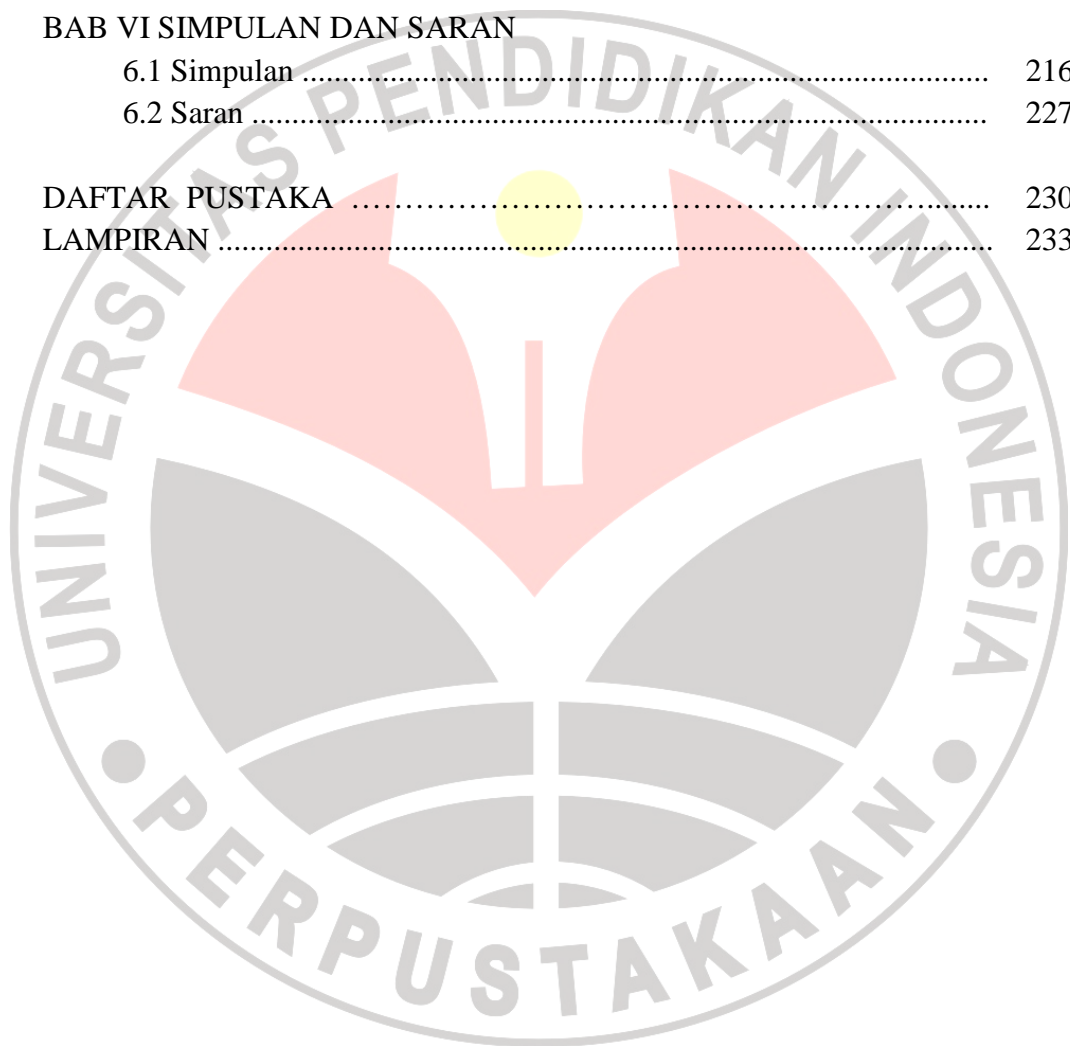 BAB VI SIMPULAN DAN SARAN
6.1 Simpulan ...................................................................................... 216
6.2 Saran ............................................................................................ 227
DAFTAR PUSTAKA …………………………………………………….... 230
LAMPIRAN ................................................................................................. 233
UNIVERSITAS PENDIDIKAN INDONESIA
PERPUSTAKAAN